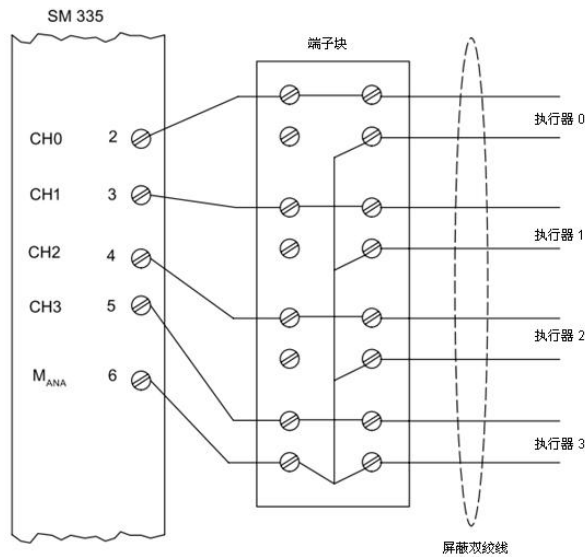 SM 335
端子块
CH0 2
执行器 0
CH1 3
执行器 1
CH2 4
CH3 5
执行器 2
MANA 6
执行器 3
屏蔽双绞线